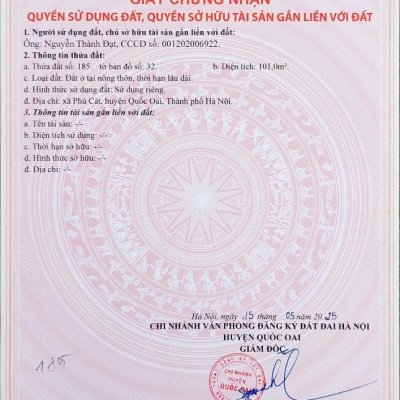 GIẤY CHỨNG NHẬN
QUYỀN SỬ DỤNG ĐẤT, QUYỀN SỞ HỮU TÀI SẢN GẮN LIỀN VỚI ĐẤT
1. Người sử dụng đất, chủ sở hữu tài sản gắn liền với đất:
Ông: Nguyễn Thành Đạt, CCCD số: 001202006922.
2. Thông tin thửa đất:
a. Thửa đất số: 185 tờ bản đồ số: 32. b. Diện tích: 101,0m².
c. Loại đất: Đất ở tại nông thôn, thời hạn lâu dài.
d. Hình thức sử dụng đất: Sử dụng riêng.
đ. Địa chỉ: xã Phú Cát, huyện Quốc Oai, Thành phố Hà Nội.
3. Thông tin tài sản gắn liền với đất:
a. Tên tài sản: -/-
b. Diện tích sử dụng: -/-
c. Thời hạn sở hữu: -/-
d. Hình thức sở hữu: -/-
đ. Địa chỉ: -/-
Hà Nội, ngày 15 tháng 05 năm 2025
CHI NHÁNH VĂN PHÒNG ĐĂNG KÝ ĐẤT ĐAI HÀ NỘI
HUYỆN QUỐC OAI
GIÁM ĐỐC
CHI NHÁNH
HUYỆN